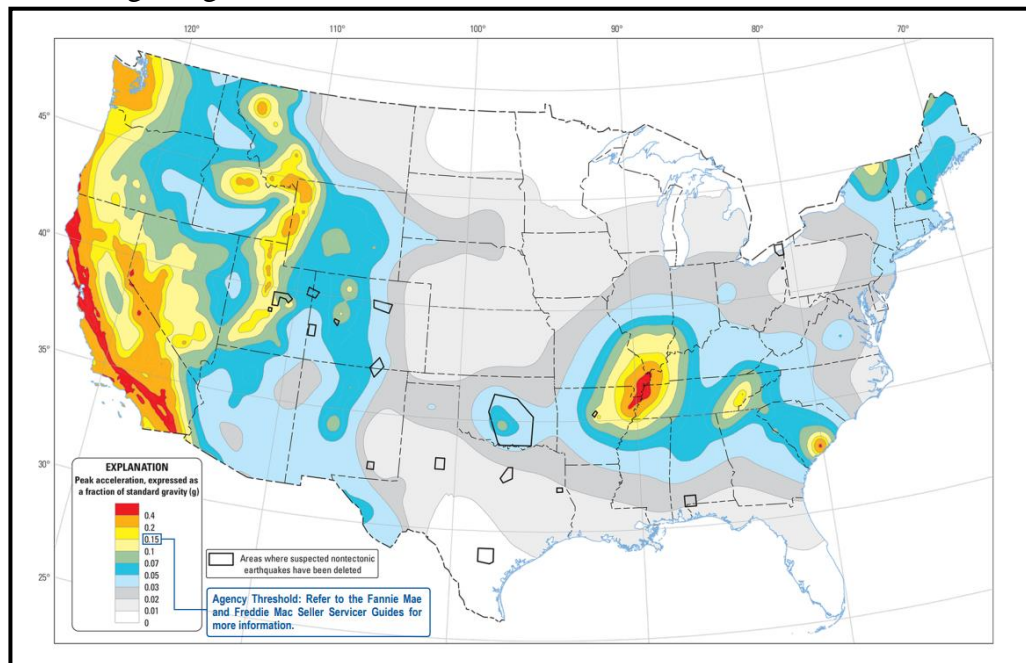 120°
110°
100°
90°
80°
70°
45°
40°
35°
30°
25°
EXPLANATION
Peak acceleration, expressed as
a fraction of standard gravity (g)
0.4
0.2
0.15
0.1
0.07
0.05
0.03
0.02
0.01
0
Areas where suspected nontectonic
earthquakes have been deleted
Agency Threshold: Refer to the Fannie Mae
and Freddie Mac Seller Servicer Guides for
more information.